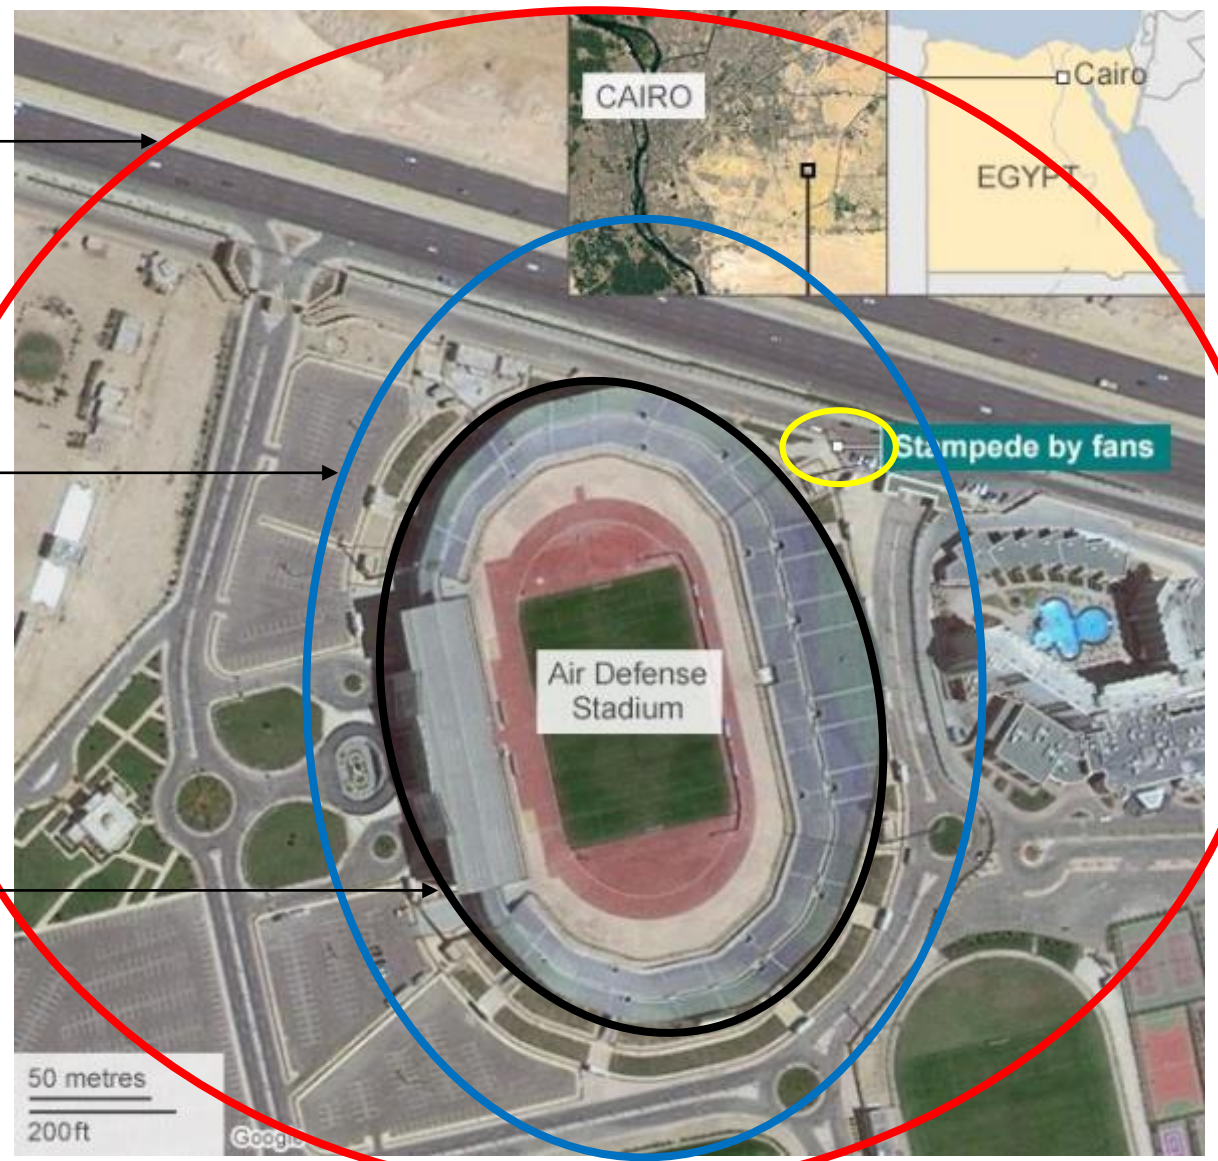 CAIRO
Cairo
EGYPT
Stampede by fans
Air Defense
Stadium
50 metres
200ft
Google